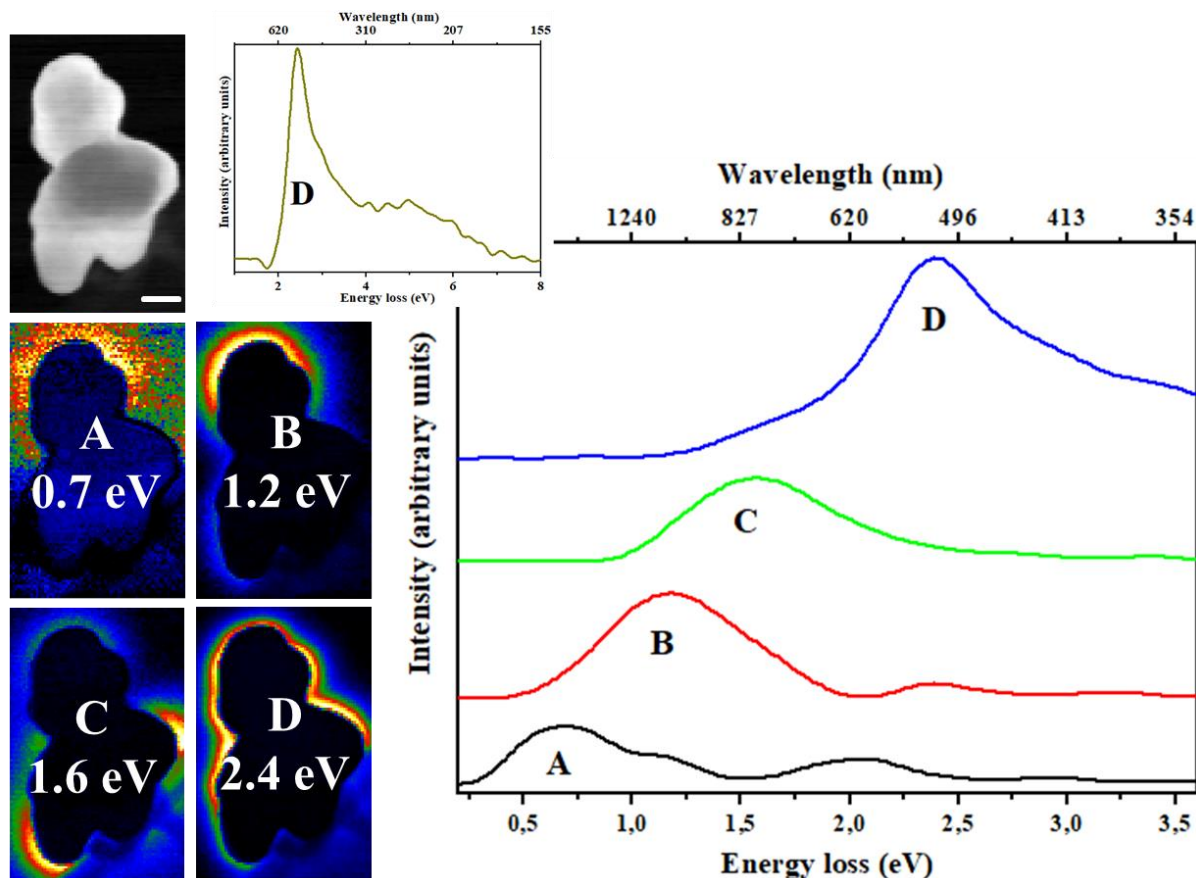 Wavelength (nm)
620 310 207 155
Intensity (arbitrary units)
D
2 4 6 8
Energy loss (eV)
A
0.7 eV
B
1.2 eV
C
1.6 eV
D
2.4 eV
Wavelength (nm)
1240 827 620 496 413 354
Intensity (arbitrary units)
D
C
B
A
0,5 1,0 1,5 2,0 2,5 3,0 3,5
Energy loss (eV)